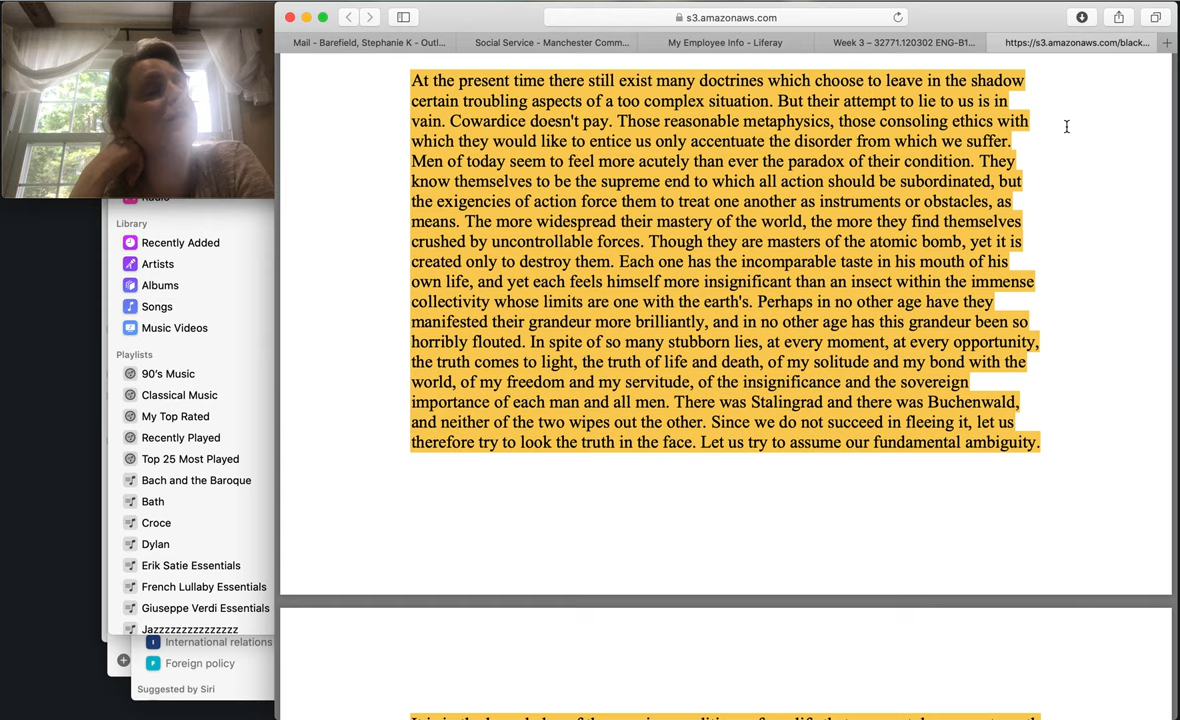 s3.amazonaws.com
Mail - Barefield, Stephanie K - Outl...
Social Service - Manchester Comm...
My Employee Info - Liferay
Week 3 – 32771.120302 ENG-B1...
https://s3.amazonaws.com/black...
At the present time there still exist many doctrines which choose to leave in the shadow
certain troubling aspects of a too complex situation. But their attempt to lie to us is in
vain. Cowardice doesn't pay. Those reasonable metaphysics, those consoling ethics with
which they would like to entice us only accentuate the disorder from which we suffer.
Men of today seem to feel more acutely than ever the paradox of their condition. They
know themselves to be the supreme end to which all action should be subordinated, but
the exigencies of action force them to treat one another as instruments or obstacles, as
means. The more widespread their mastery of the world, the more they find themselves
crushed by uncontrollable forces. Though they are masters of the atomic bomb, yet it is
created only to destroy them. Each one has the incomparable taste in his mouth of his
own life, and yet each feels himself more insignificant than an insect within the immense
collectivity whose limits are one with the earth's. Perhaps in no other age have they
manifested their grandeur more brilliantly, and in no other age has this grandeur been so
horribly flouted. In spite of so many stubborn lies, at every moment, at every opportunity,
the truth comes to light, the truth of life and death, of my solitude and my bond with the
world, of my freedom and my servitude, of the insignificance and the sovereign
importance of each man and all men. There was Stalingrad and there was Buchenwald,
and neither of the two wipes out the other. Since we do not succeed in fleeing it, let us
therefore try to look the truth in the face. Let us try to assume our fundamental ambiguity.
Radio
Library
Recently Added
Artists
Albums
Songs
Music Videos
Playlists
90's Music
Classical Music
My Top Rated
Recently Played
Top 25 Most Played
Bach and the Baroque
Bath
Croce
Dylan
Erik Satie Essentials
French Lullaby Essentials
Giuseppe Verdi Essentials
Jazzzzzzzzzzzzzzz
International relations
Foreign policy
Suggested by Siri